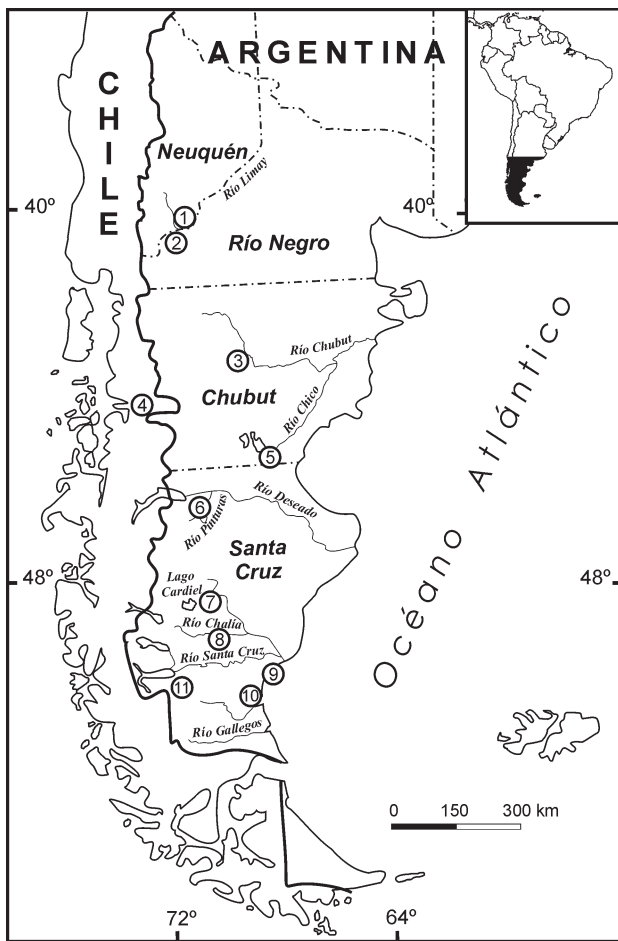 ARGENTINA
CHILE
Neuquén
Río Limay
40º
40º
1
2
Río Negro
3
Río Chubut
Chubut
Río Chico
4
5
6
Río Pinturas
Río Deseado
Santa
Cruz
48º
48º
Lago
Cardiel
7
Río Chalía
8
Río Santa Cruz
9
10
11
Río Gallegos
Océano Atlántico
0 150 300 km
72º
64º